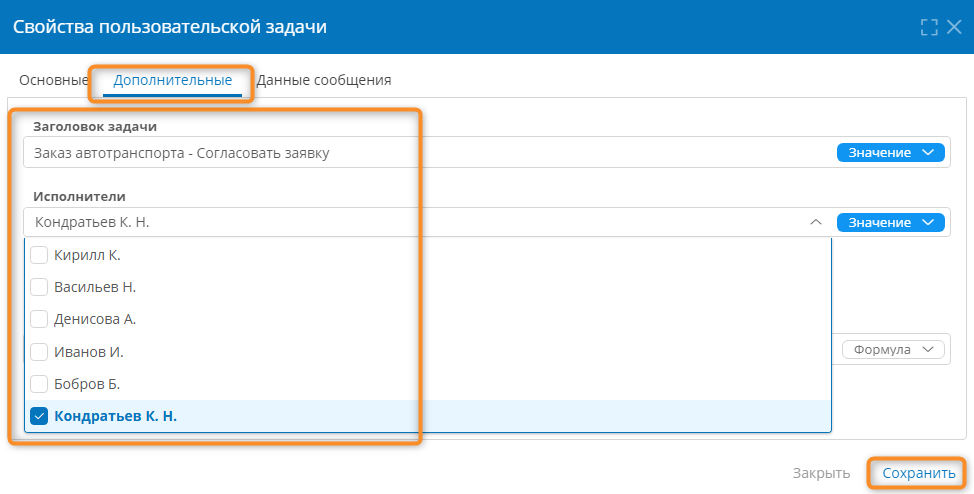 Свойства пользовательской задачи
Основные Дополнительные Данные сообщения
Заголовок задачи
Заказ автотранспорта - Согласовать заявку Значение
Исполнители
Кондратьев К. Н. Значение
Кирилл К.
Васильев Н.
Денисова А.
Иванов И.
Формула
Бобров Б.
Кондратьев К. Н.
Закрыть Сохранить